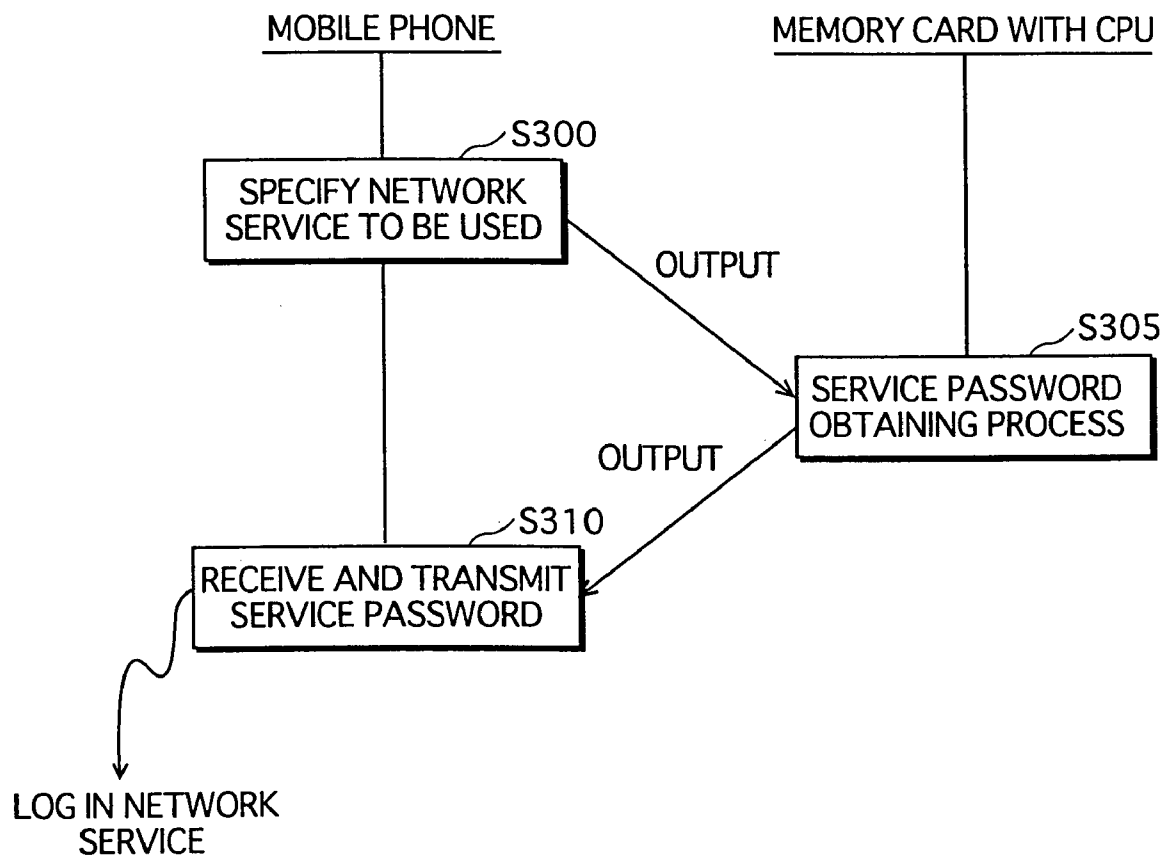 MOBILE PHONE
MEMORY CARD WITH CPU
S300
SPECIFY NETWORK
SERVICE TO BE USED
OUTPUT
S305
SERVICE PASSWORD
OBTAINING PROCESS
OUTPUT
S310
RECEIVE AND TRANSMIT
SERVICE PASSWORD
LOG IN NETWORK
SERVICE